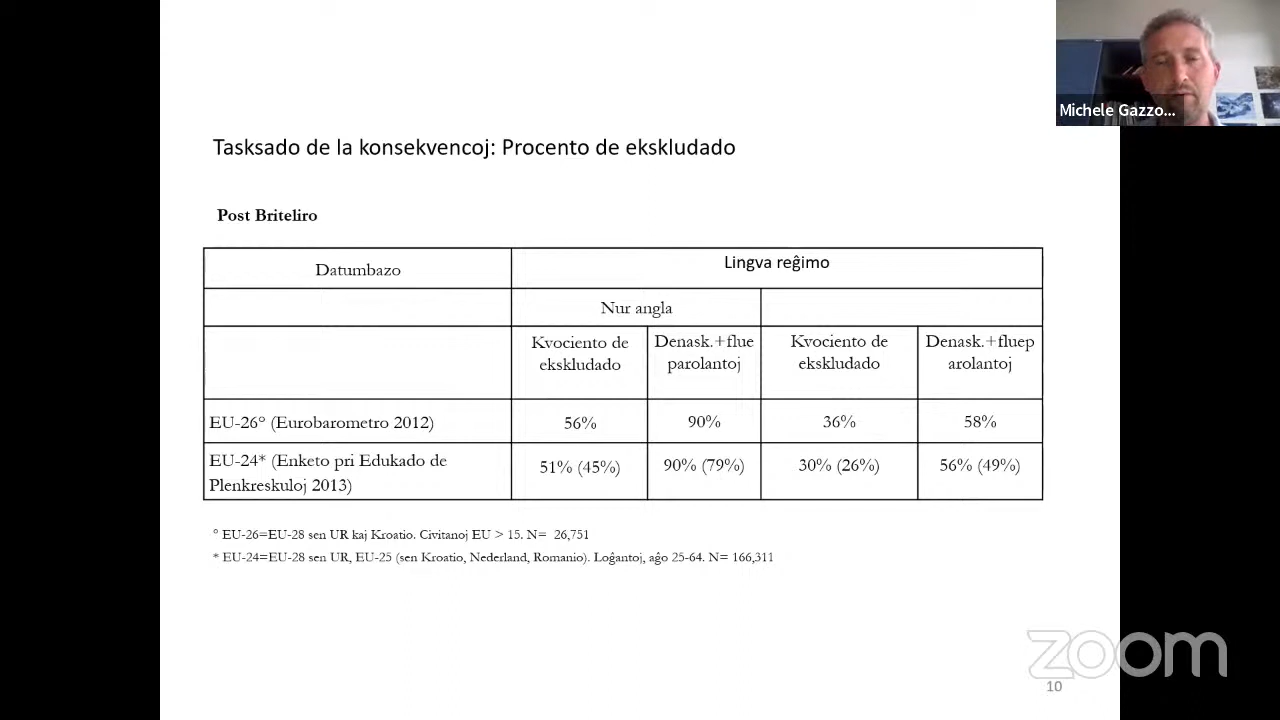 Michele Gazzo...
Tasksado de la konsekvencoj: Procento de ekskludado
Post Briteliro
Datumbazo
Lingva reĝimo
Nur angla
Kvociento de
ekskludado
Denask.+flue
parolantoj
Kvociento de
ekskludado
Denask.+fluep
arolantoj
EU-26° (Eurobarometro 2012)
56%
90%
36%
58%
EU-24* (Enketo pri Edukado de
Plenkreskuloj 2013)
51% (45%)
90% (79%)
30% (26%)
56% (49%)
° EU-26=EU-28 sen UR kaj Kroatio. Civitanoj EU > 15. N= 26,751
* EU-24=EU-28 sen UR, EU-25 (sen Kroatio, Nederland, Romanio). Loĝantoj, aĝo 25-64. N= 166,311
zoom
10